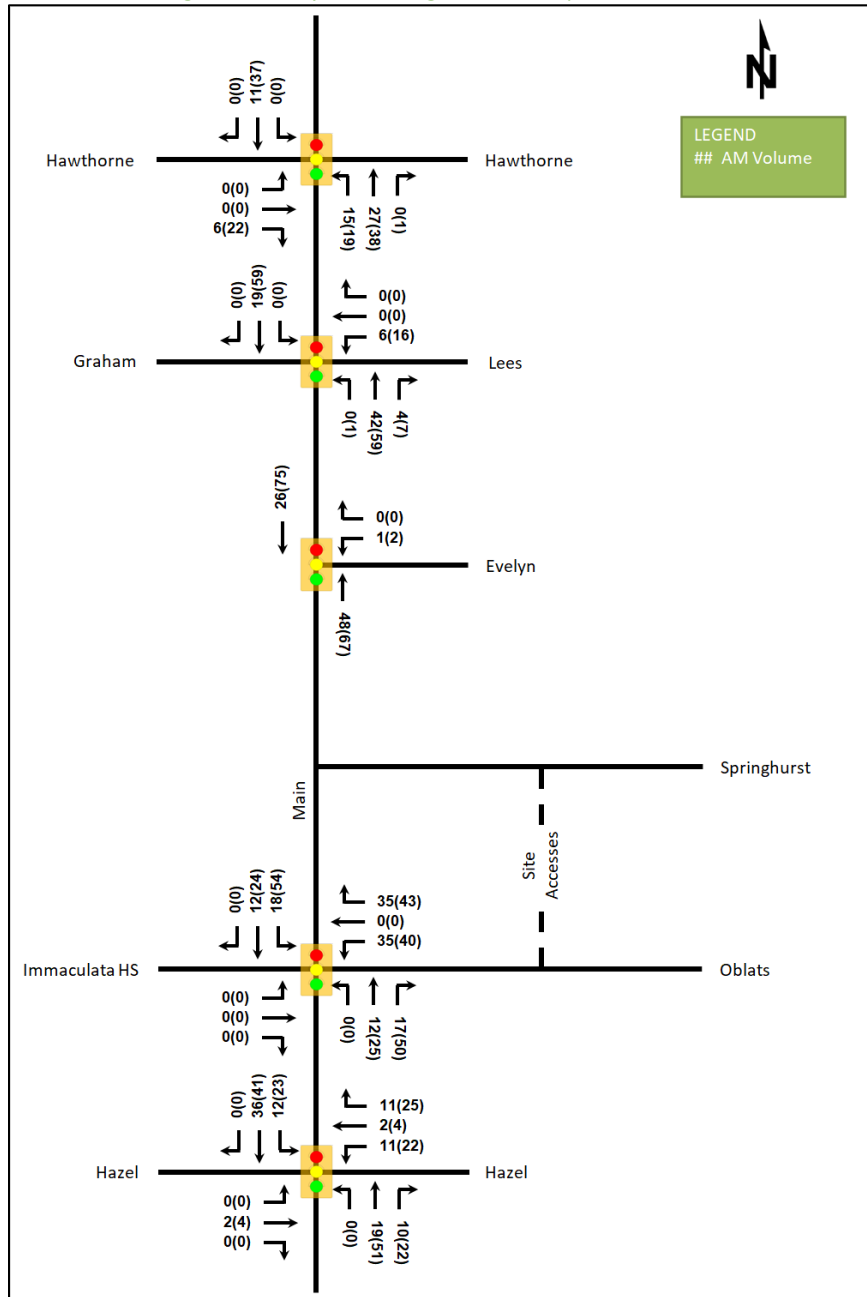 N
LEGEND
## AM Volume
0(0)
11(37)
0(0)
Hawthorne
Hawthorne
0(0)
0(0)
6(22)
15(19)
27(38)
0(1)
0(0)
19(59)
0(0)
0(0)
0(0)
6(16)
Graham
Lees
0(1)
42(59)
4(7)
26(75)
0(0)
1(2)
Evelyn
48(67)
Springhurst
Main
Site
Accesses
0(0)
12(24)
18(54)
35(43)
0(0)
35(40)
Immaculata HS
Oblats
0(0)
0(0)
0(0)
0(0)
12(25)
17(50)
0(0)
36(41)
12(23)
11(25)
2(4)
11(22)
Hazel
Hazel
0(0)
2(4)
0(0)
0(0)
19(51)
10(22)